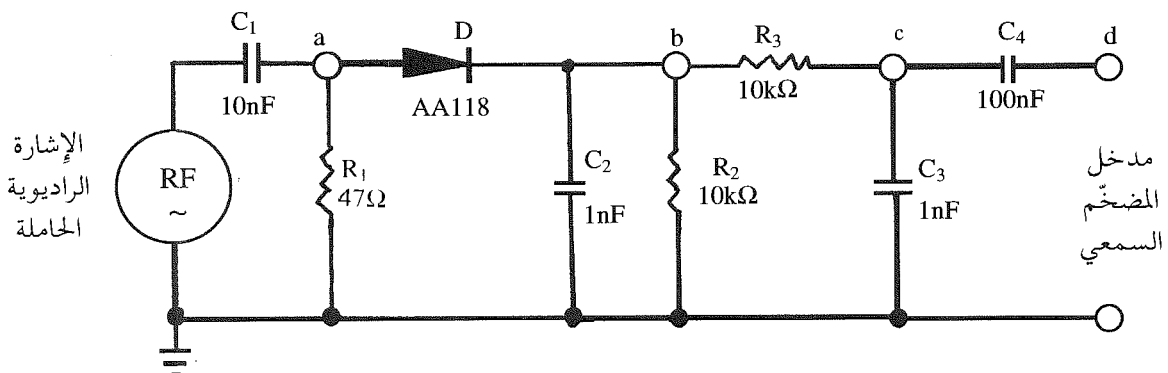 C₁
10nF
a
D
AA118
b
R₃
10kΩ
c
C₄
100nF
d
الإشارة
الراديوية
الحاملة
RF
~
R₁
47Ω
C₂
1nF
R₂
10kΩ
C₃
1nF
مدخل
المضخّم
السمعي